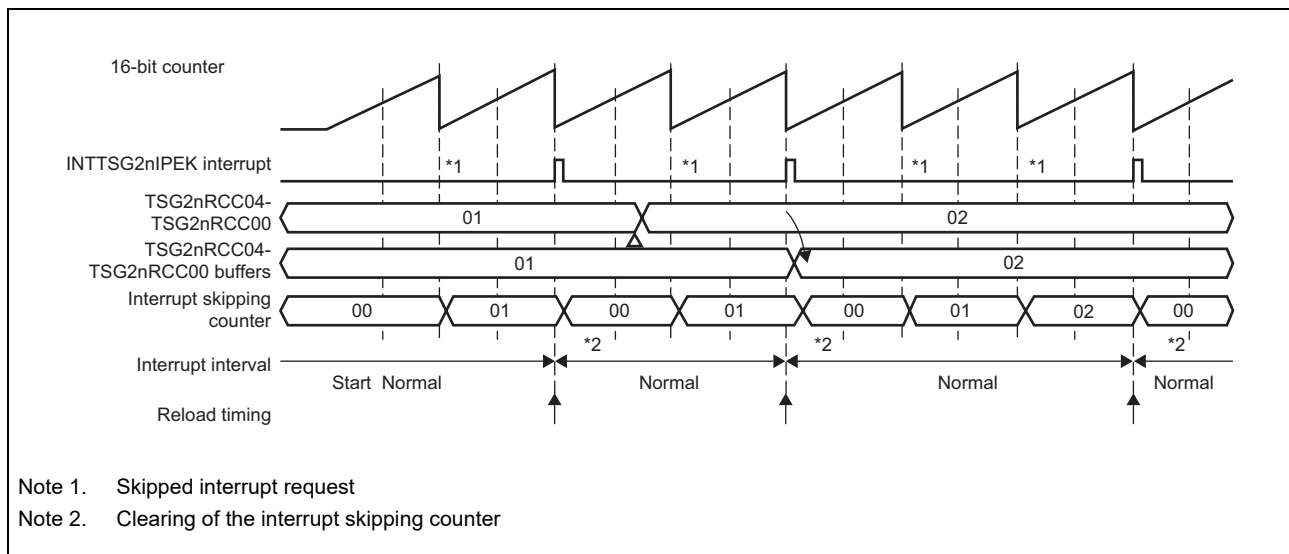 16-bit counter
INTTSG2nIPEK interrupt
*1 *1 *1 *1
TSG2nRCC04-
TSG2nRCC00
01 02
TSG2nRCC04-
TSG2nRCC00 buffers
01 02
Interrupt skipping
counter
00 01 00 01 00 01 02 00
*2 *2 *2
Interrupt interval
Start Normal Normal Normal Normal
Reload timing
Note 1. Skipped interrupt request
Note 2. Clearing of the interrupt skipping counter